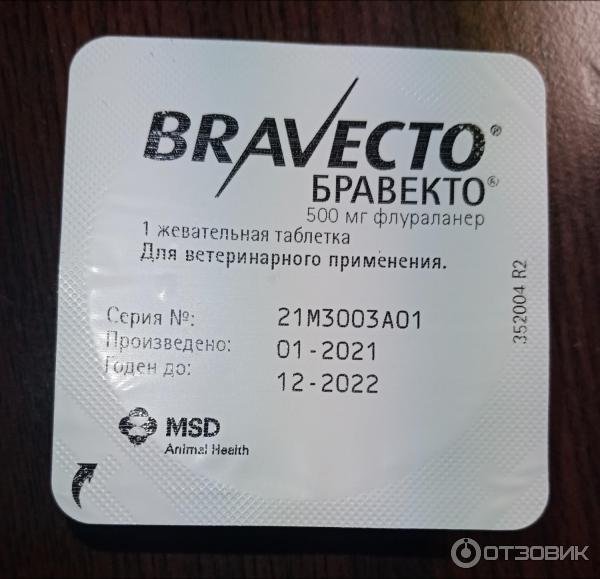 BRAVECTO®
БРАВЕКТО®
500 мг флураланер
1 жевательная таблетка
Для ветеринарного применения.
Серия №: 21M3003A01
Произведено: 01-2021
Годен до: 12-2022
MSD
Animal Health
352004 R2
ОТЗОВИК